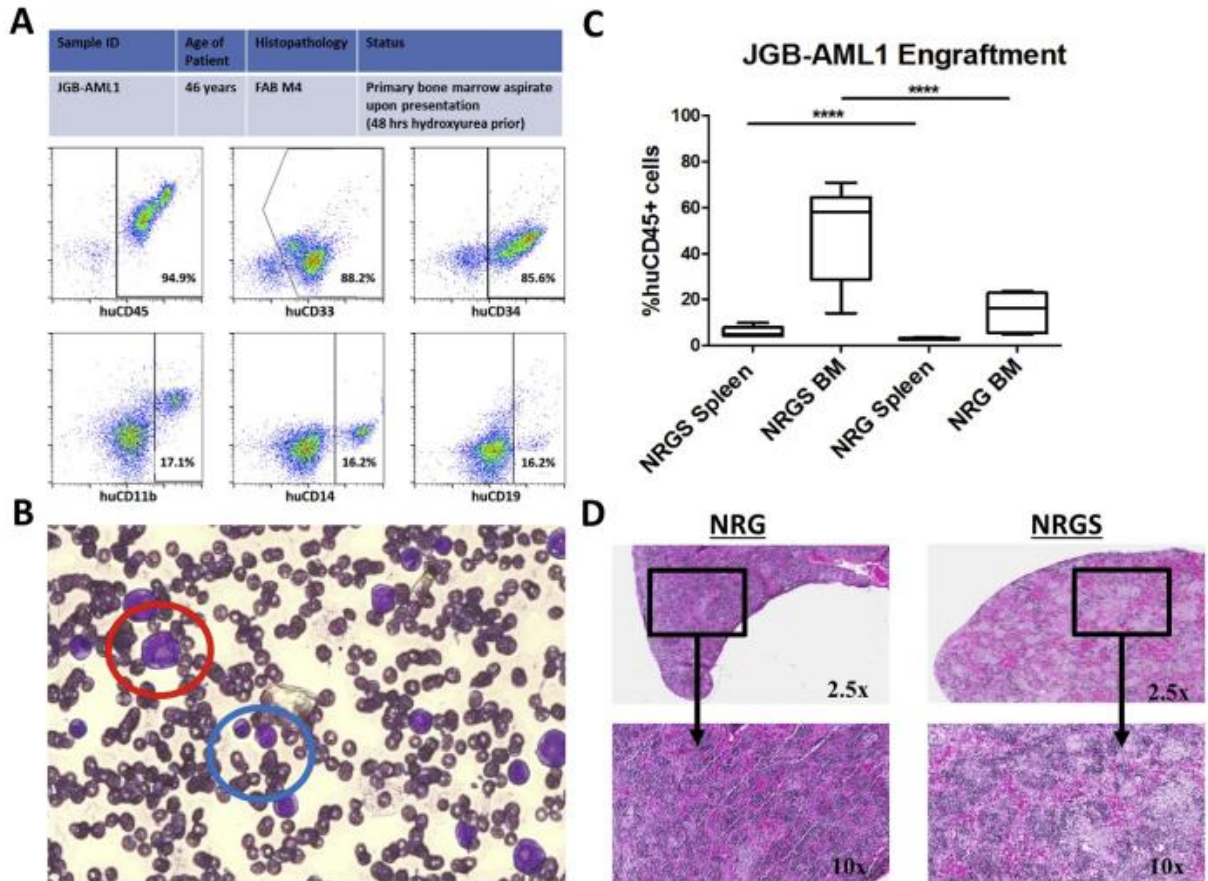 A
Sample ID Age of Patient Histopathology Status
JGB-AML1 46 years FAB M4 Primary bone marrow aspirate upon presentation (48 hrs hydroxyurea prior)
94.9% 88.2% 85.6%
huCD45 huCD33 huCD34
17.1% 16.2% 16.2%
huCD11b huCD14 huCD19
B
C
JGB-AML1 Engraftment
**** ****
%huCD45+ cells
100
80
60
40
20
0
NRGS Spleen
NRGS BM
NRG Spleen
NRG BM
D
NRG NRGS
2.5x 2.5x
10x 10x